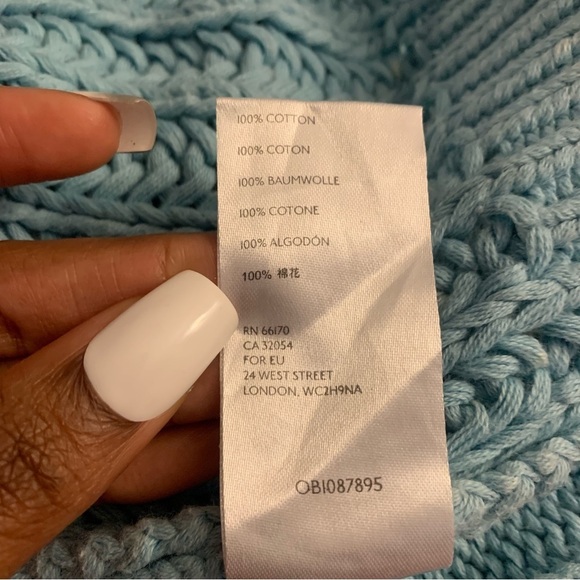 100% COTTON
100% COTON
100% BAUMWOLLE
100% COTONE
100% ALGODÓN
100% 棉花
RN 66170
CA 32054
FOR EU
24 WEST STREET
LONDON, WC2H9NA
OB1087895